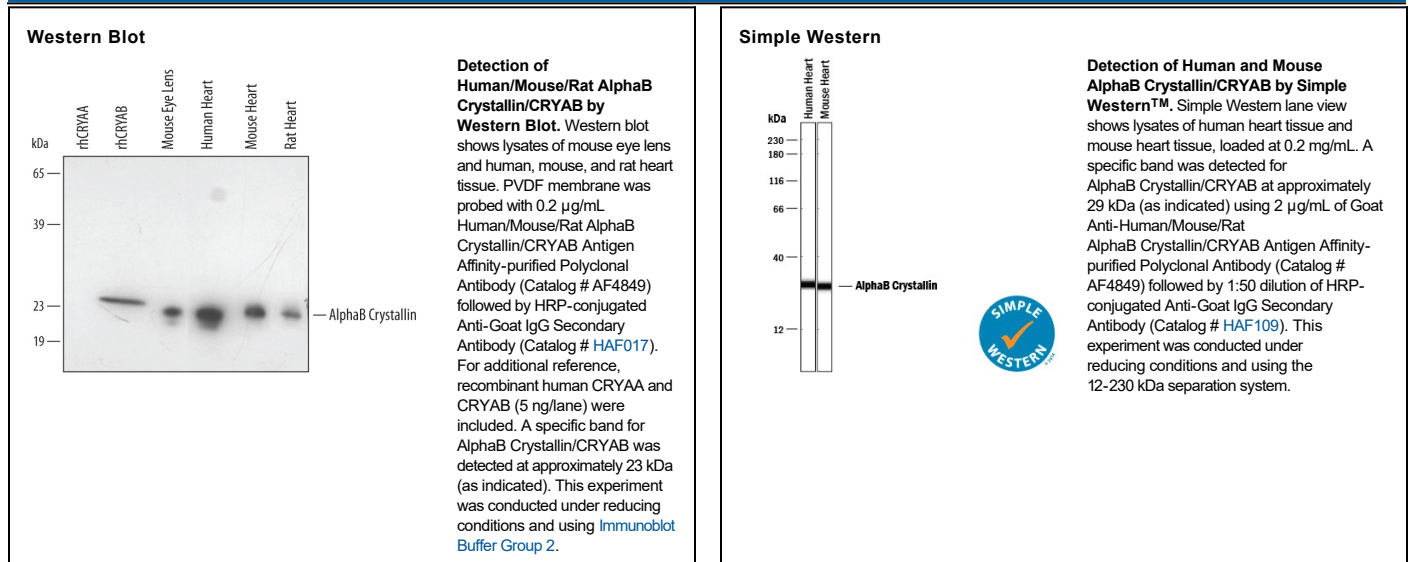 Western Blot
rhCRYAA
rhCRYAB
Mouse Eye Lens
Human Heart
Mouse Heart
Rat Heart
kDa
65
39
23
19
AlphaB Crystallin
Detection of
Human/Mouse/Rat AlphaB
Crystallin/CRYAB by
Western Blot. Western blot
shows lysates of mouse eye lens
and human, mouse, and rat heart
tissue. PVDF membrane was
probed with 0.2 µg/mL
Human/Mouse/Rat AlphaB
Crystallin/CRYAB Antigen
Affinity-purified Polyclonal
Antibody (Catalog # AF4849)
followed by HRP-conjugated
Anti-Goat IgG Secondary
Antibody (Catalog # HAF017).
For additional reference,
recombinant human CRYAA and
CRYAB (5 ng/lane) were
included. A specific band for
AlphaB Crystallin/CRYAB was
detected at approximately 23 kDa
(as indicated). This experiment
was conducted under reducing
conditions and using Immunoblot
Buffer Group 2.
Simple Western
Human Heart
Mouse Heart
kDa
230
180
116
66
40
12
AlphaB Crystallin
SIMPLE
WESTERN
Detection of Human and Mouse
AlphaB Crystallin/CRYAB by Simple
Western™. Simple Western lane view
shows lysates of human heart tissue and
mouse heart tissue, loaded at 0.2 mg/mL. A
specific band was detected for
AlphaB Crystallin/CRYAB at approximately
29 kDa (as indicated) using 2 µg/mL of Goat
Anti-Human/Mouse/Rat
AlphaB Crystallin/CRYAB Antigen Affinity-
purified Polyclonal Antibody (Catalog #
AF4849) followed by 1:50 dilution of HRP-
conjugated Anti-Goat IgG Secondary
Antibody (Catalog # HAF109). This
experiment was conducted under
reducing conditions and using the
12-230 kDa separation system.